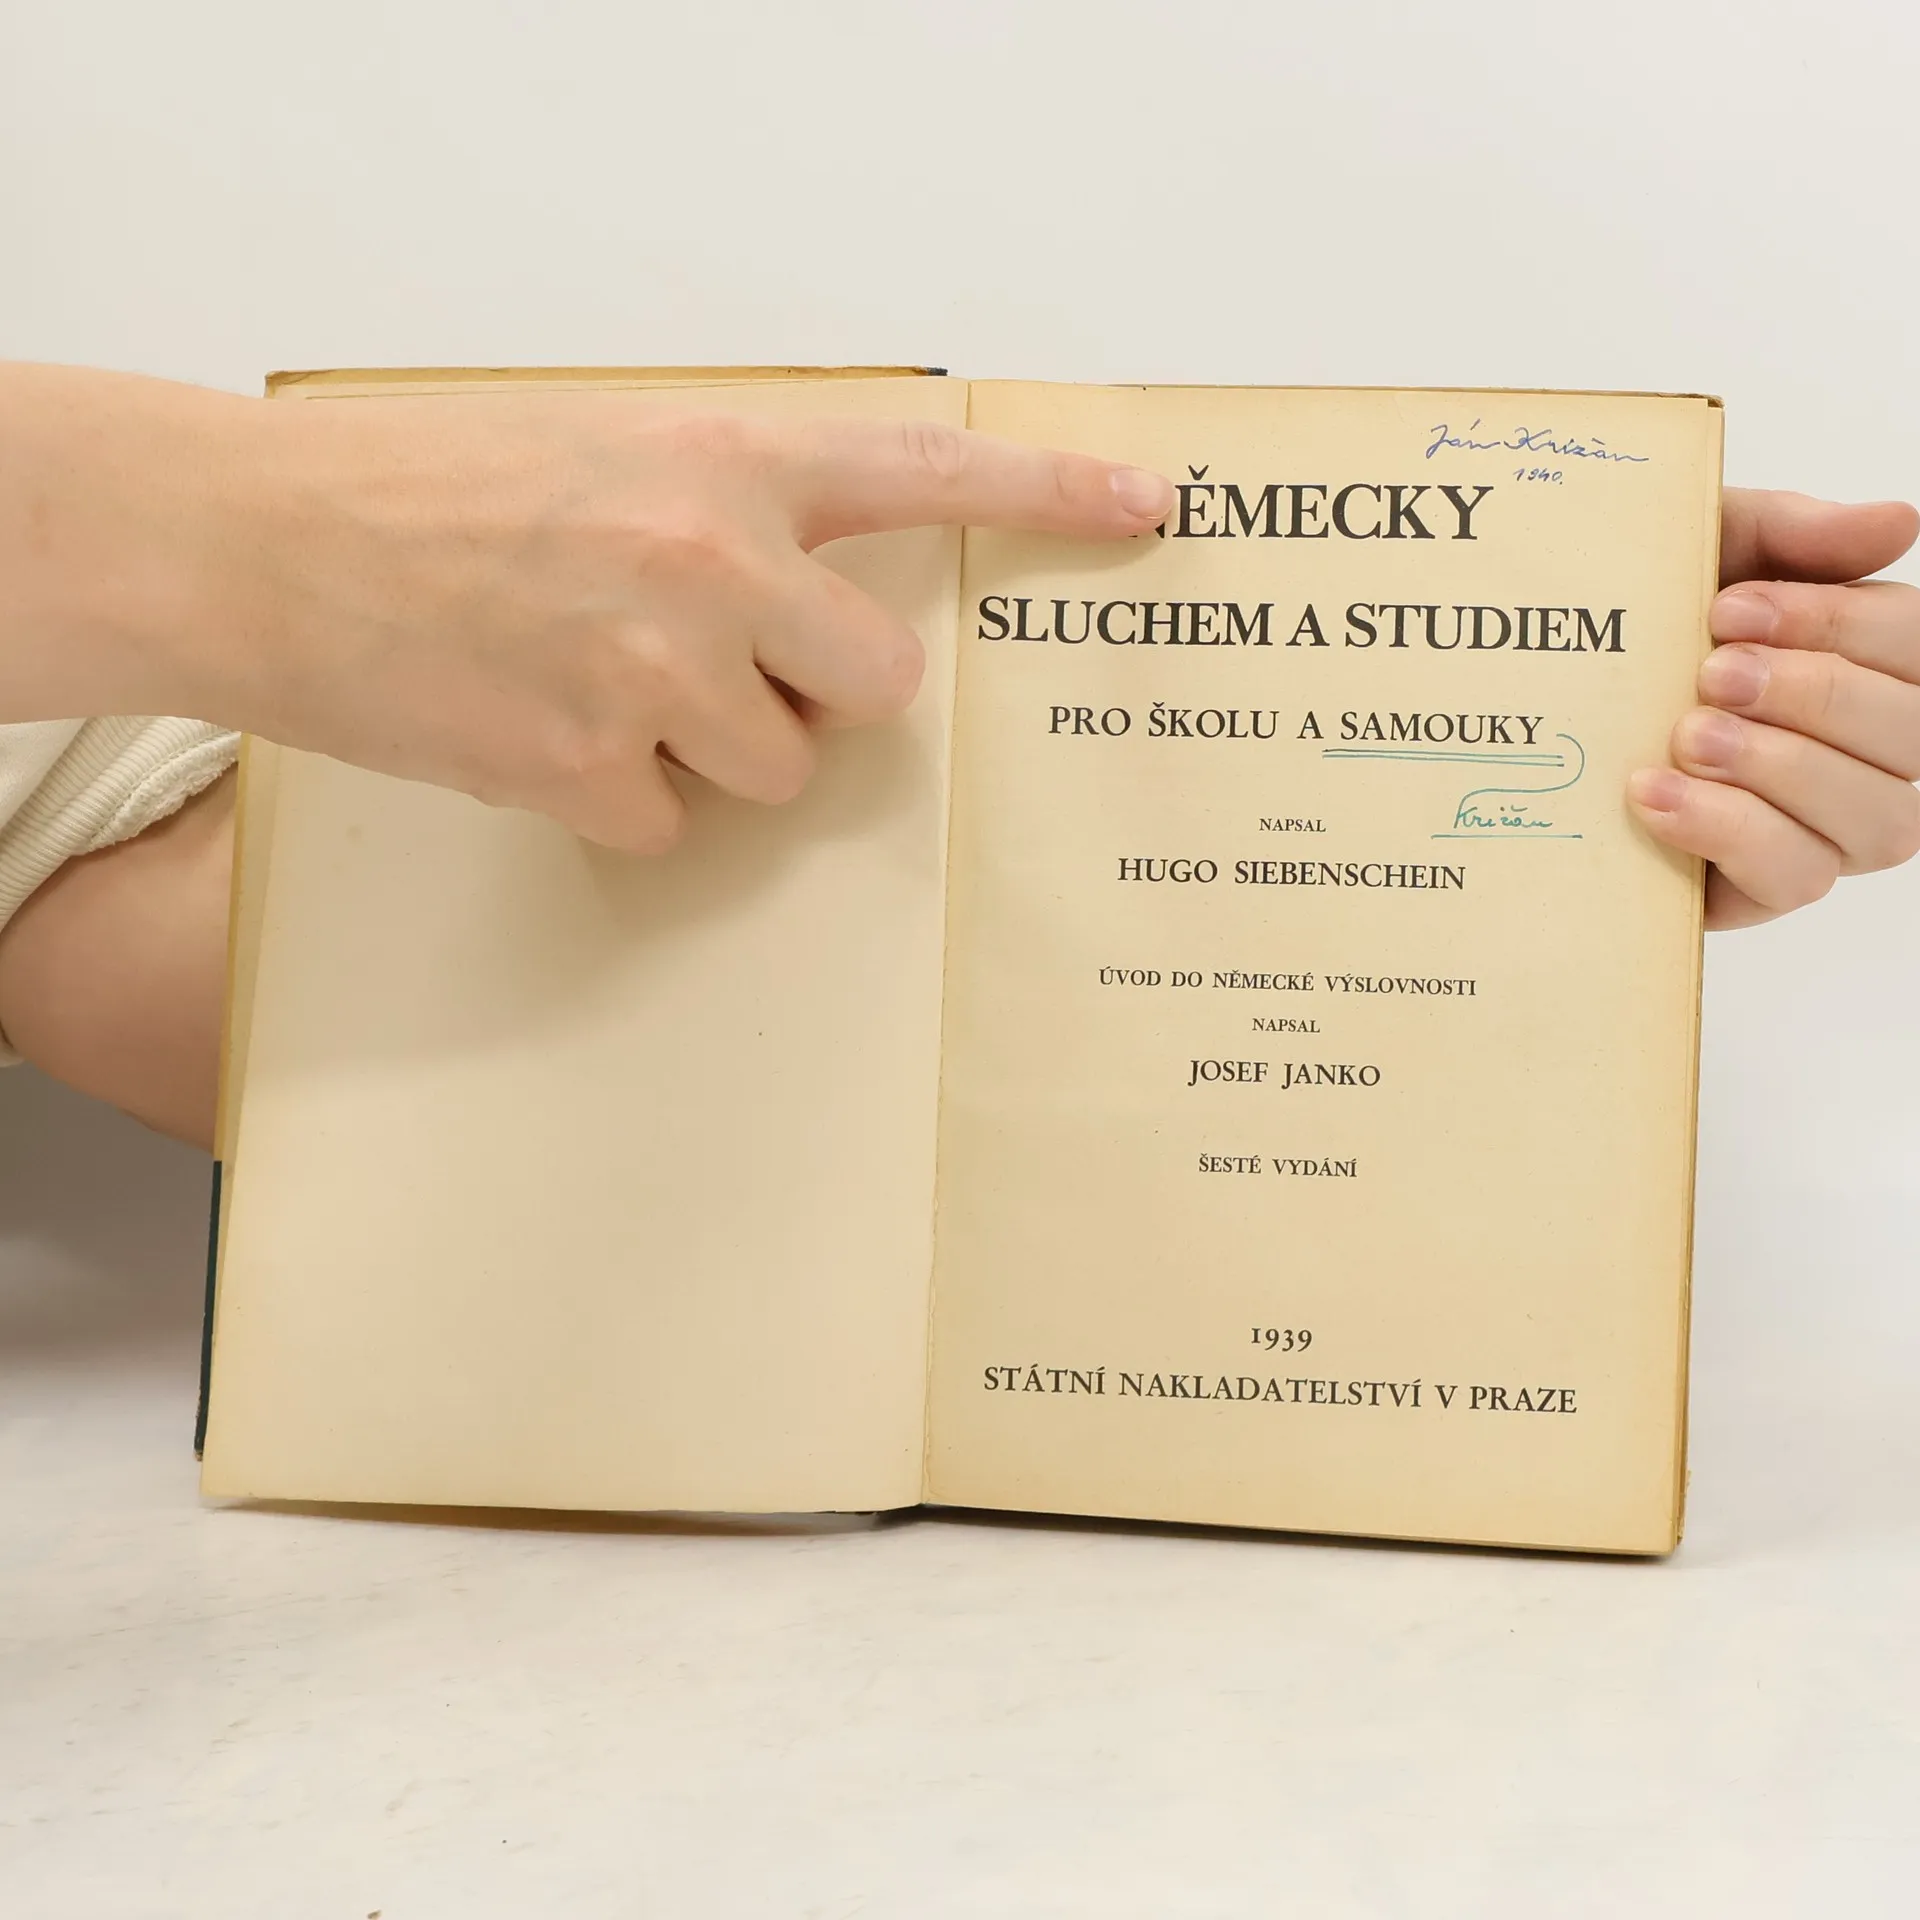 Ján Križan
1940.
NĚMECKY
SLUCHEM A STUDIEM
PRO ŠKOLU A SAMOUKY
Križan
NAPSAL
HUGO SIEBENSCHEIN
ÚVOD DO NĚMECKÉ VÝSLOVNOSTI
NAPSAL
JOSEF JANKO
ŠESTÉ VYDÁNÍ
1939
STÁTNÍ NAKLADATELSTVÍ V PRAZE